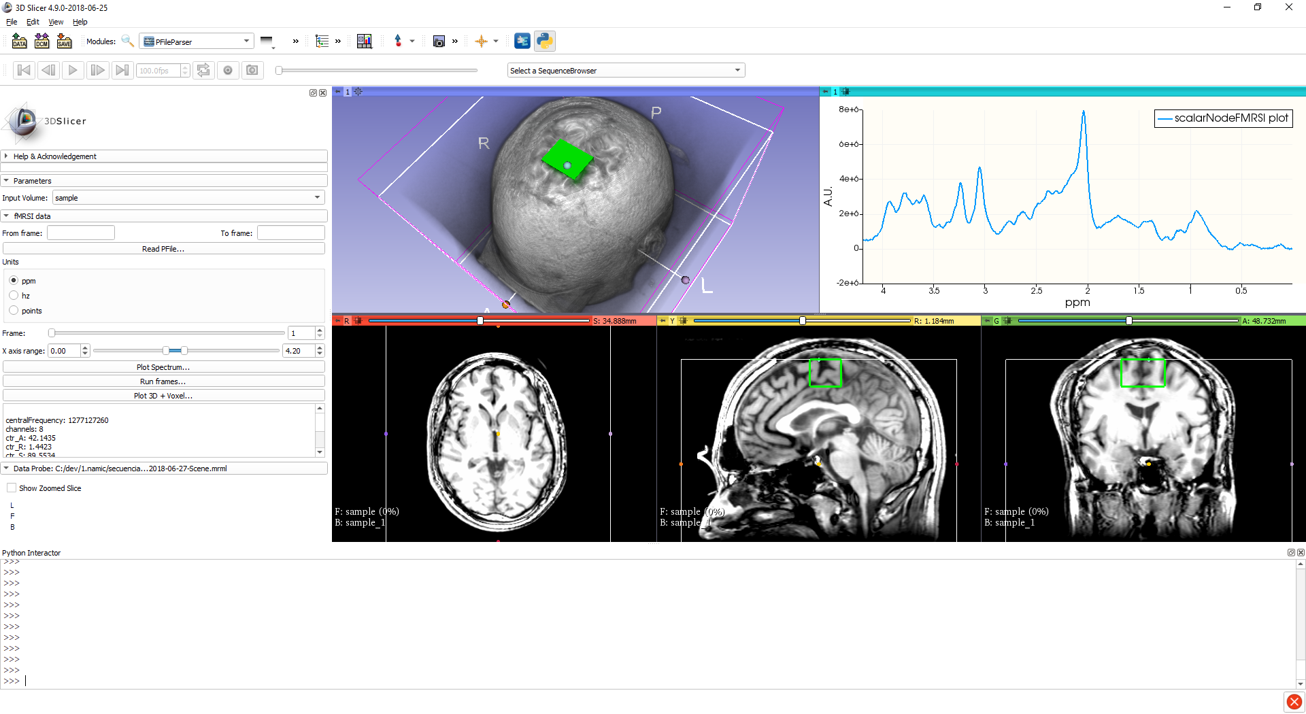 3D Slicer 4.9.0-2018-06-25
File Edit View Help
DATA DCM SAVE Modules: PFileParser » » »
100.0fps Select a SequenceBrowser
3DSlicer
Help & Acknowledgement
Parameters
Input Volume: sample
fMRSI data
From frame: To frame:
Read PFile...
Units
ppm
hz
points
Frame: 1
X axis range: 0.00 4.20
Plot Spectrum...
Run frames...
Plot 3D + Voxel...
centralFrequency: 1277127260
channels: 8
ctr_A: 42.1435
ctr_R: 1.4423
ctr_S: 89.5534
Data Probe: C:/dev/1.namic/secuencia...2018-06-27-Scene.mrml
Show Zoomed Slice
L
F
B
1
R
P
L
1
scalarNodeFMRSI plot
8e+6
6e+6
4e+6
2e+6
0
-2e+6
A.U.
4 3.5 3 2.5 2 1.5 1 0.5
ppm
R S: 34.888mm
F: sample (0%)
B: sample_1
Y R: 1.184mm
F: sample (0%)
B: sample_1
G A: 48.732mm
F: sample (0%)
B: sample_1
Python Interactor
>>>
>>>
>>>
>>>
>>>
>>>
>>>
>>>
>>>
>>>
>>>
>>>